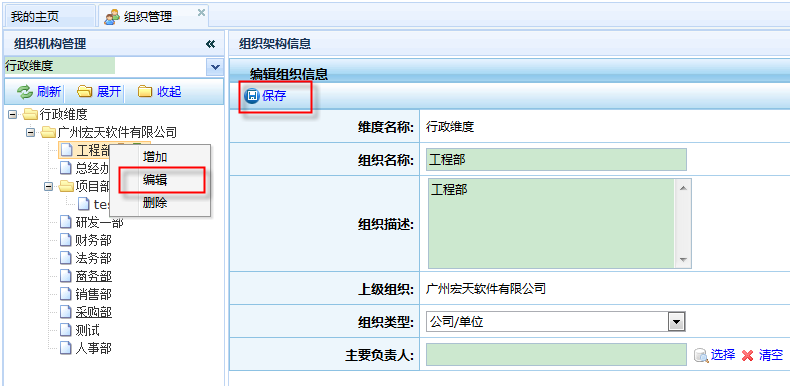 我的主页
组织管理
组织机构管理
行政维度
刷新 展开 收起
行政维度
广州宏天软件有限公司
工程部
总经办
项目部
研发一部
财务部
法务部
商务部
销售部
采购部
测试
人事部
增加
编辑
删除
组织架构信息
编辑组织信息
保存
维度名称: 行政维度
组织名称: 工程部
组织描述: 工程部
上级组织: 广州宏天软件有限公司
组织类型: 公司/单位
主要负责人: 选择 清空